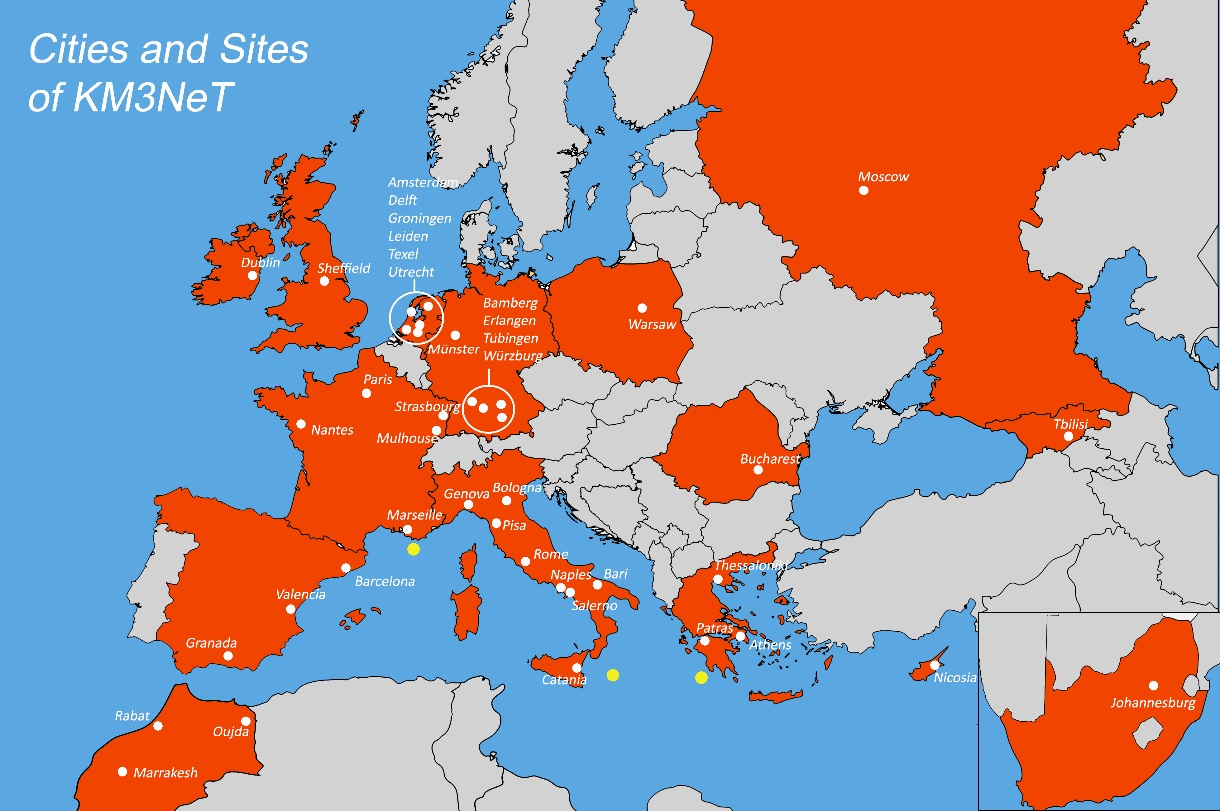 Cities and Sites
of KM3NeT
Moscow
Amsterdam
Delft
Groningen
Leiden
Texel
Utrecht
Dublin
Sheffield
Bamberg
Erlangen
Tübingen
Würzburg
Münster
Warsaw
Paris
Strasbourg
Nantes
Mulhouse
Tbilisi
Bucharest
Genova
Bologna
Marseille
Pisa
Rome
Barcelona
Naples
Bari
Salerno
Thessaloniki
Valencia
Granada
Patras
Athens
Catania
Nicosia
Johannesburg
Rabat
Oujda
Marrakesh